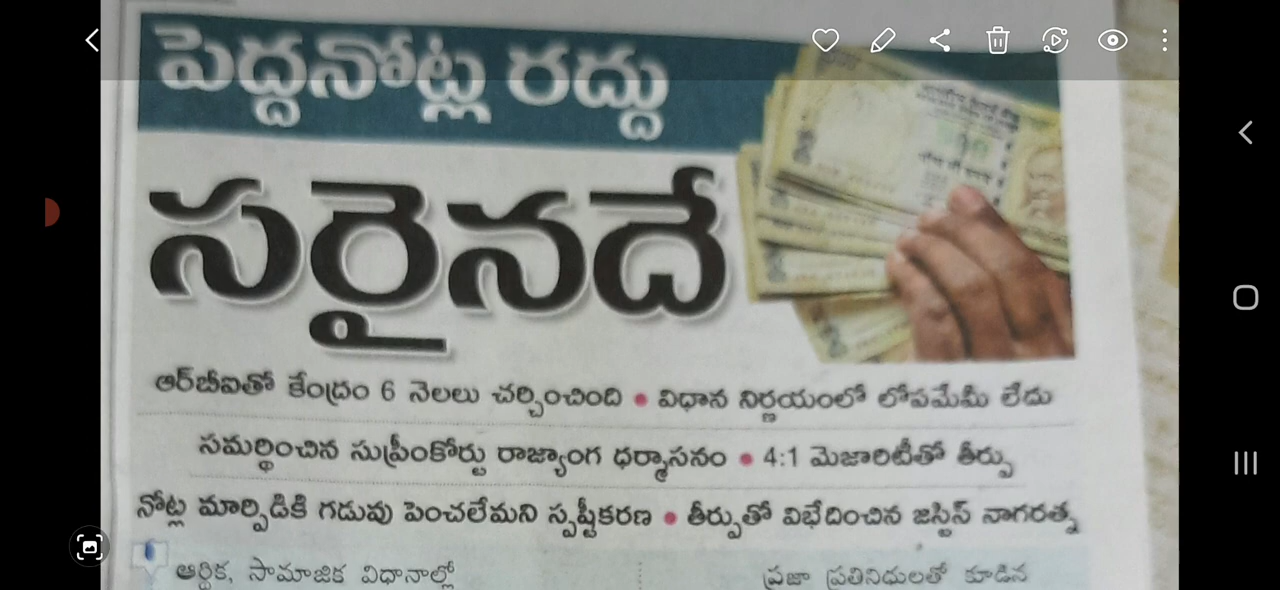 పెద్దనోట్ల రద్దు
సరైనదే
ఆర్‌బీఐతో కేంద్రం 6 నెలలు చర్చించింది • విధాన నిర్ణయంలో లోపమేమీ లేదు
సమర్థించిన సుప్రీంకోర్టు రాజ్యాంగ ధర్మాసనం • 4:1 మెజారిటీతో తీర్పు
నోట్ల మార్పిడికి గడువు పెంచలేమని స్పష్టీకరణ • తీర్పుతో విభేదించిన జస్టిస్ నాగరత్న
ఆర్థిక, సామాజిక విధానాల్లో
ప్రజా ప్రతినిధులతో కూడిన